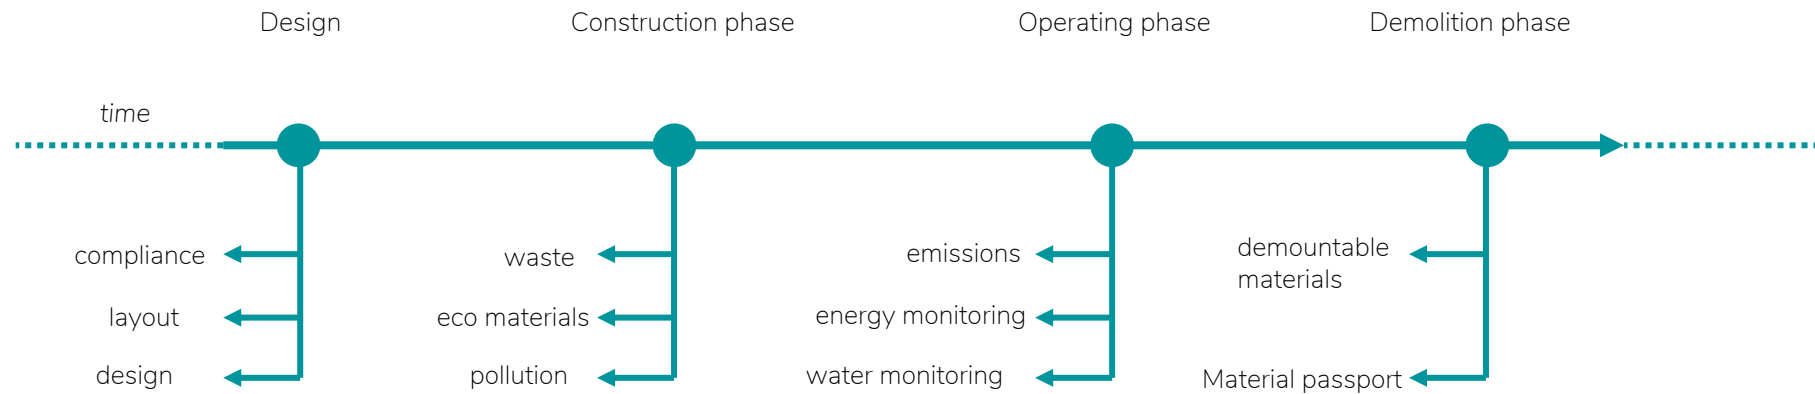 Design
Construction phase
Operating phase
Demolition phase
time
compliance
layout
design
waste
eco materials
pollution
emissions
energy monitoring
water monitoring
demountable
materials
Material passport